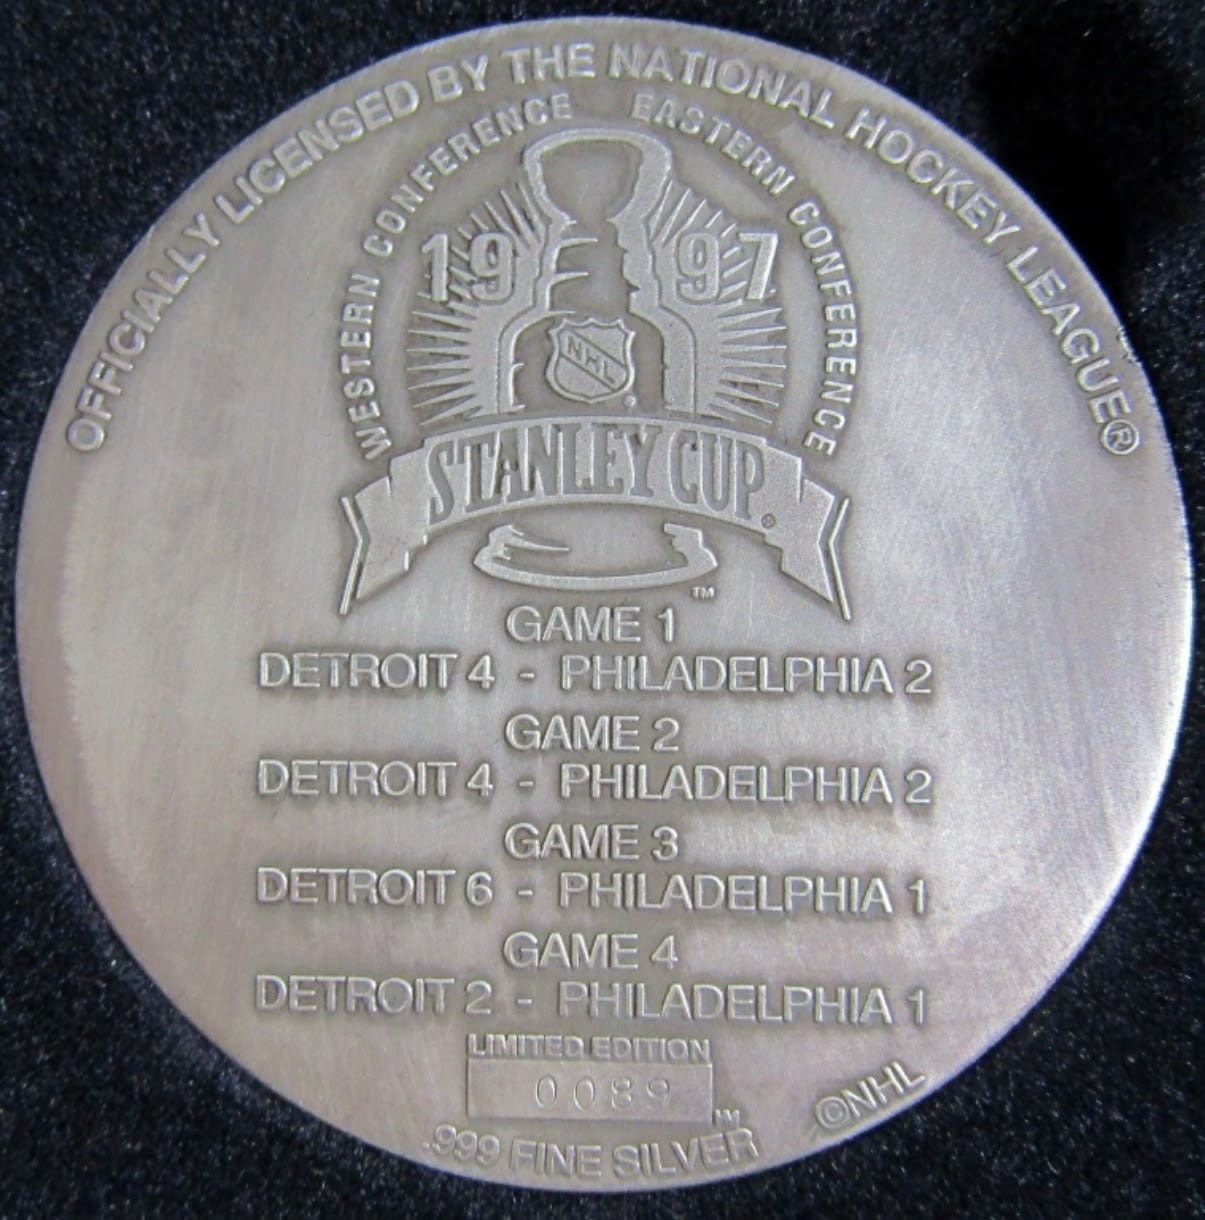 OFFICIALLY LICENSED BY THE NATIONAL HOCKEY LEAGUE®
WESTERN CONFERENCE EASTERN CONFERENCE
1997
NHL®
STANLEY CUP®
TM
GAME 1
DETROIT 4 - PHILADELPHIA 2
GAME 2
DETROIT 4 - PHILADELPHIA 2
GAME 3
DETROIT 6 - PHILADELPHIA 1
GAME 4
DETROIT 2 - PHILADELPHIA 1
LIMITED EDITION
0089
TM
.999 FINE SILVER
©NHL